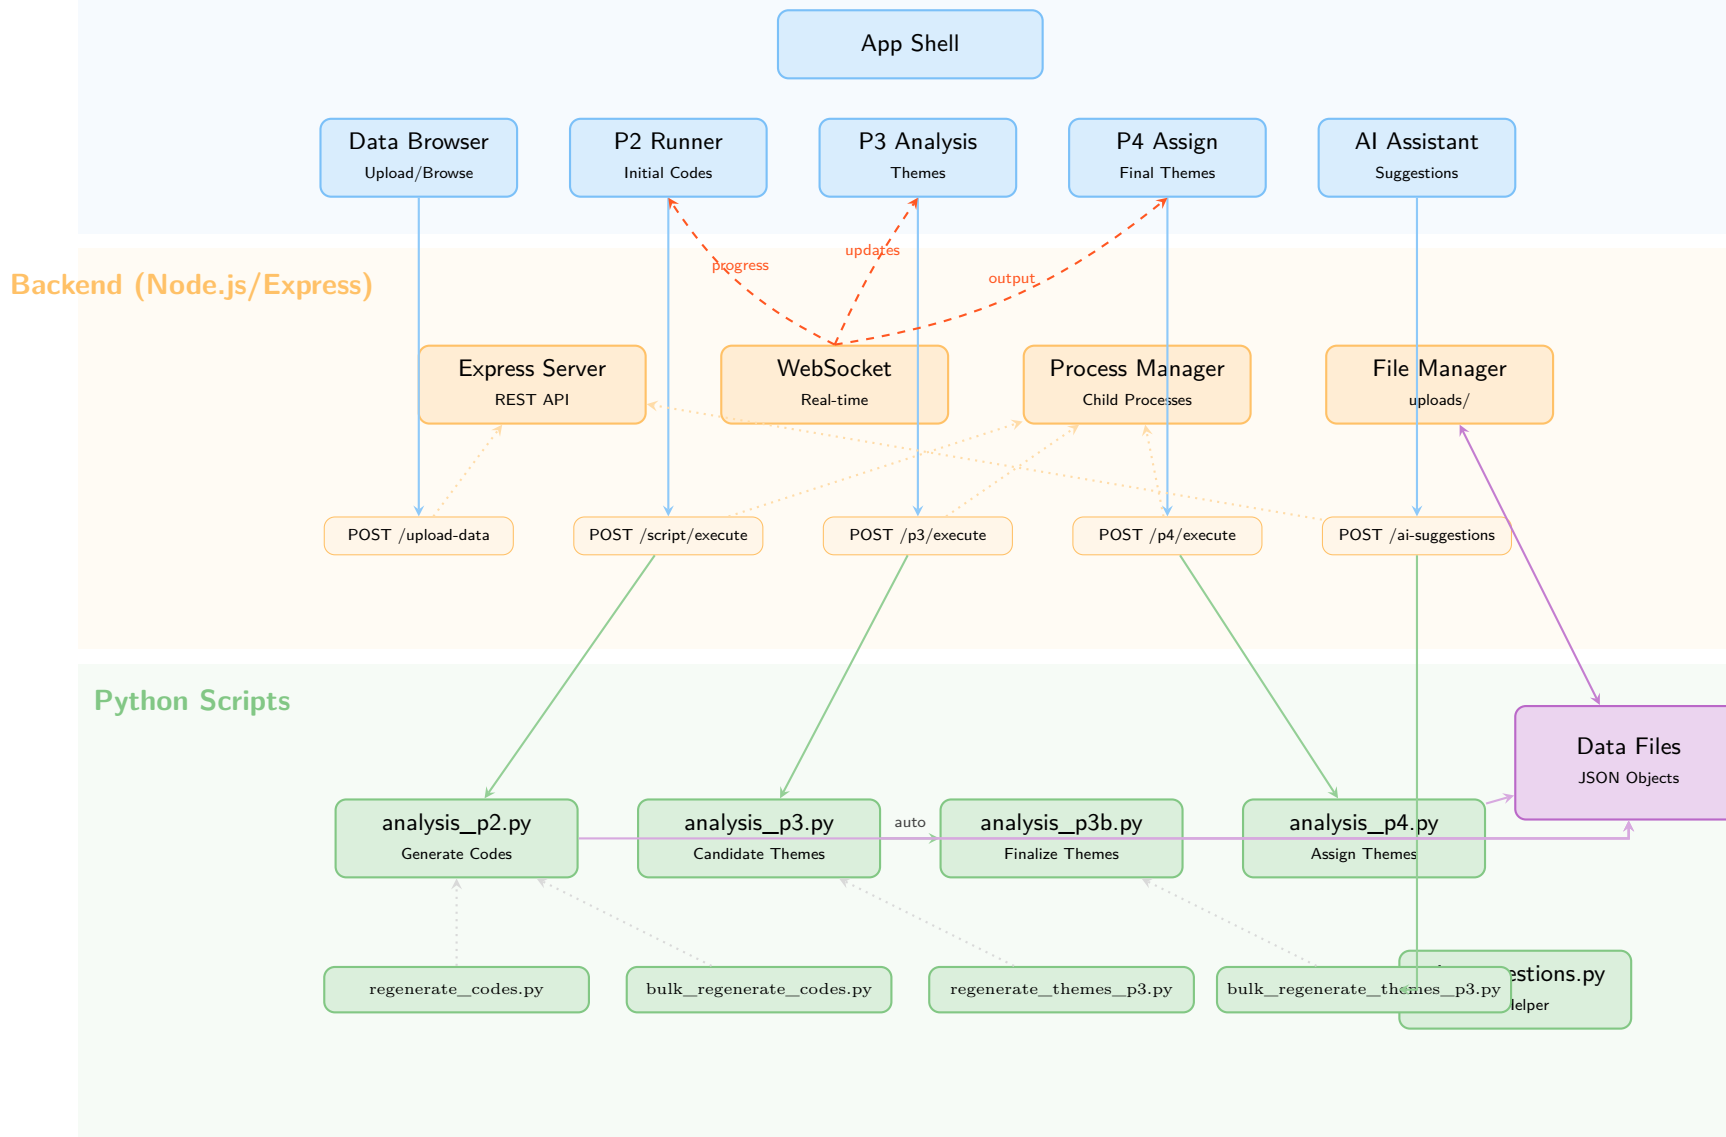 App Shell
Data Browser
Upload/Browse
P2 Runner
Initial Codes
P3 Analysis
Themes
P4 Assign
Final Themes
AI Assistant
Suggestions
progress
updates
output
Backend (Node.js/Express)
Express Server
REST API
WebSocket
Real-time
Process Manager
Child Processes
File Manager
uploads/
POST /upload-data
POST /script/execute
POST /p3/execute
POST /p4/execute
POST /ai-suggestions
Python Scripts
Data Files
JSON Objects
analysis_p2.py
Generate Codes
analysis_p3.py
Candidate Themes
auto
analysis_p3b.py
Finalize Themes
analysis_p4.py
Assign Themes
regenerate_codes.py
bulk_regenerate_codes.py
regenerate_themes_p3.py
bulk_regenerate_themes_p3.py